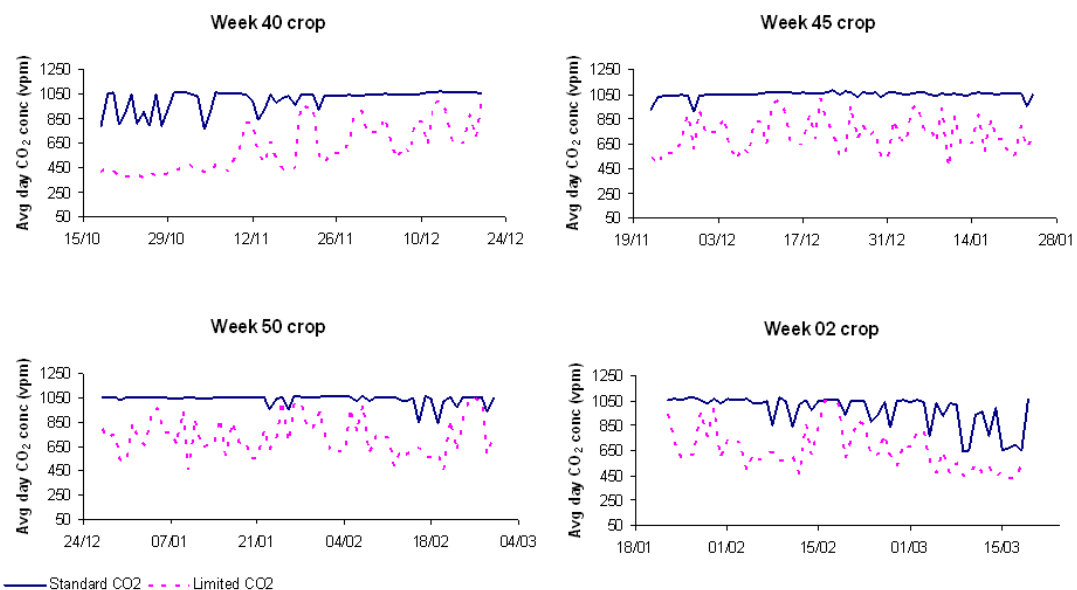 Week 40 crop
Avg day CO2 conc (vpm)
1250
1050
850
650
450
250
50
15/10 29/10 12/11 26/11 10/12 24/12
Week 45 crop
Avg day CO2 conc (vpm)
1250
1050
850
650
450
250
50
19/11 03/12 17/12 31/12 14/01 28/01
Week 50 crop
Avg day CO2 conc (vpm)
1250
1050
850
650
450
250
50
24/12 07/01 21/01 04/02 18/02 04/03
Week 02 crop
Avg day CO2 conc (vpm)
1250
1050
850
650
450
250
50
18/01 01/02 15/02 01/03 15/03
Standard CO2 Limited CO2